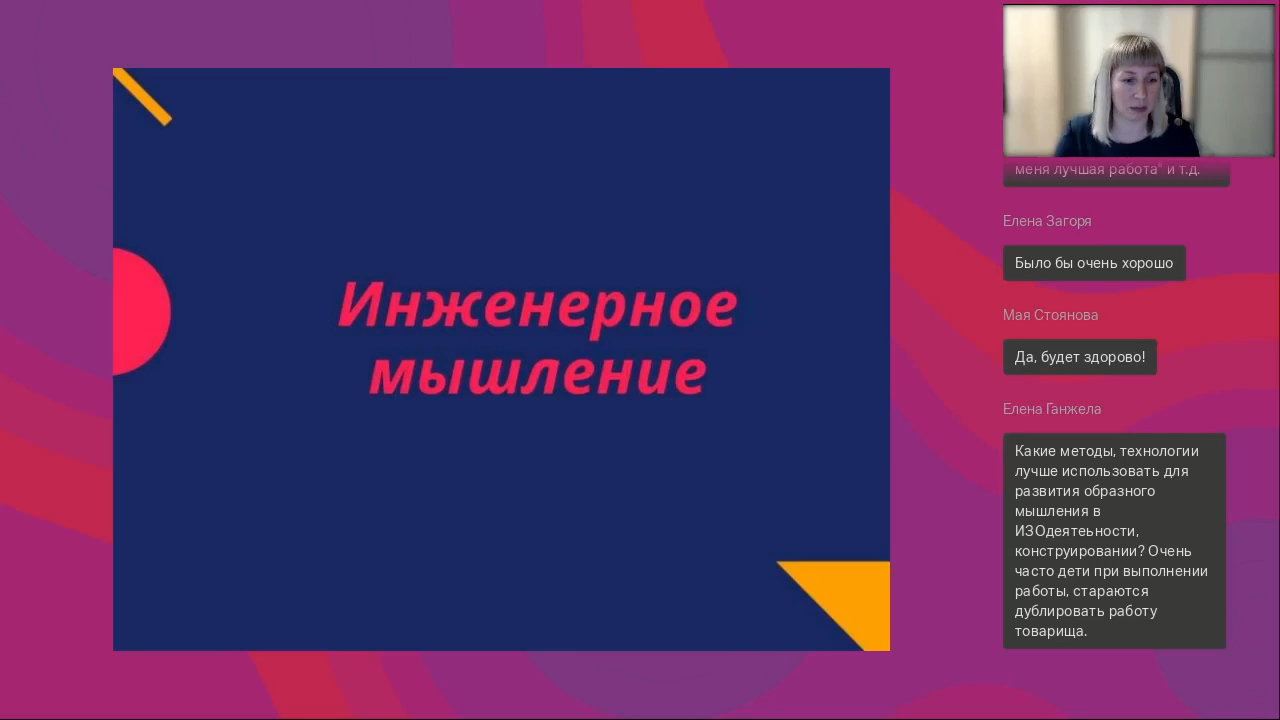 Инженерное
мышление
меня лучшая работа" и т.д.
Елена Загоря
Было бы очень хорошо
Мая Стоянова
Да, будет здорово!
Елена Ганжела
Какие методы, технологии
лучше использовать для
развития образного
мышления в
ИЗОдеятеьности,
конструировании? Очень
часто дети при выполнении
работы, стараются
дублировать работу
товарища.